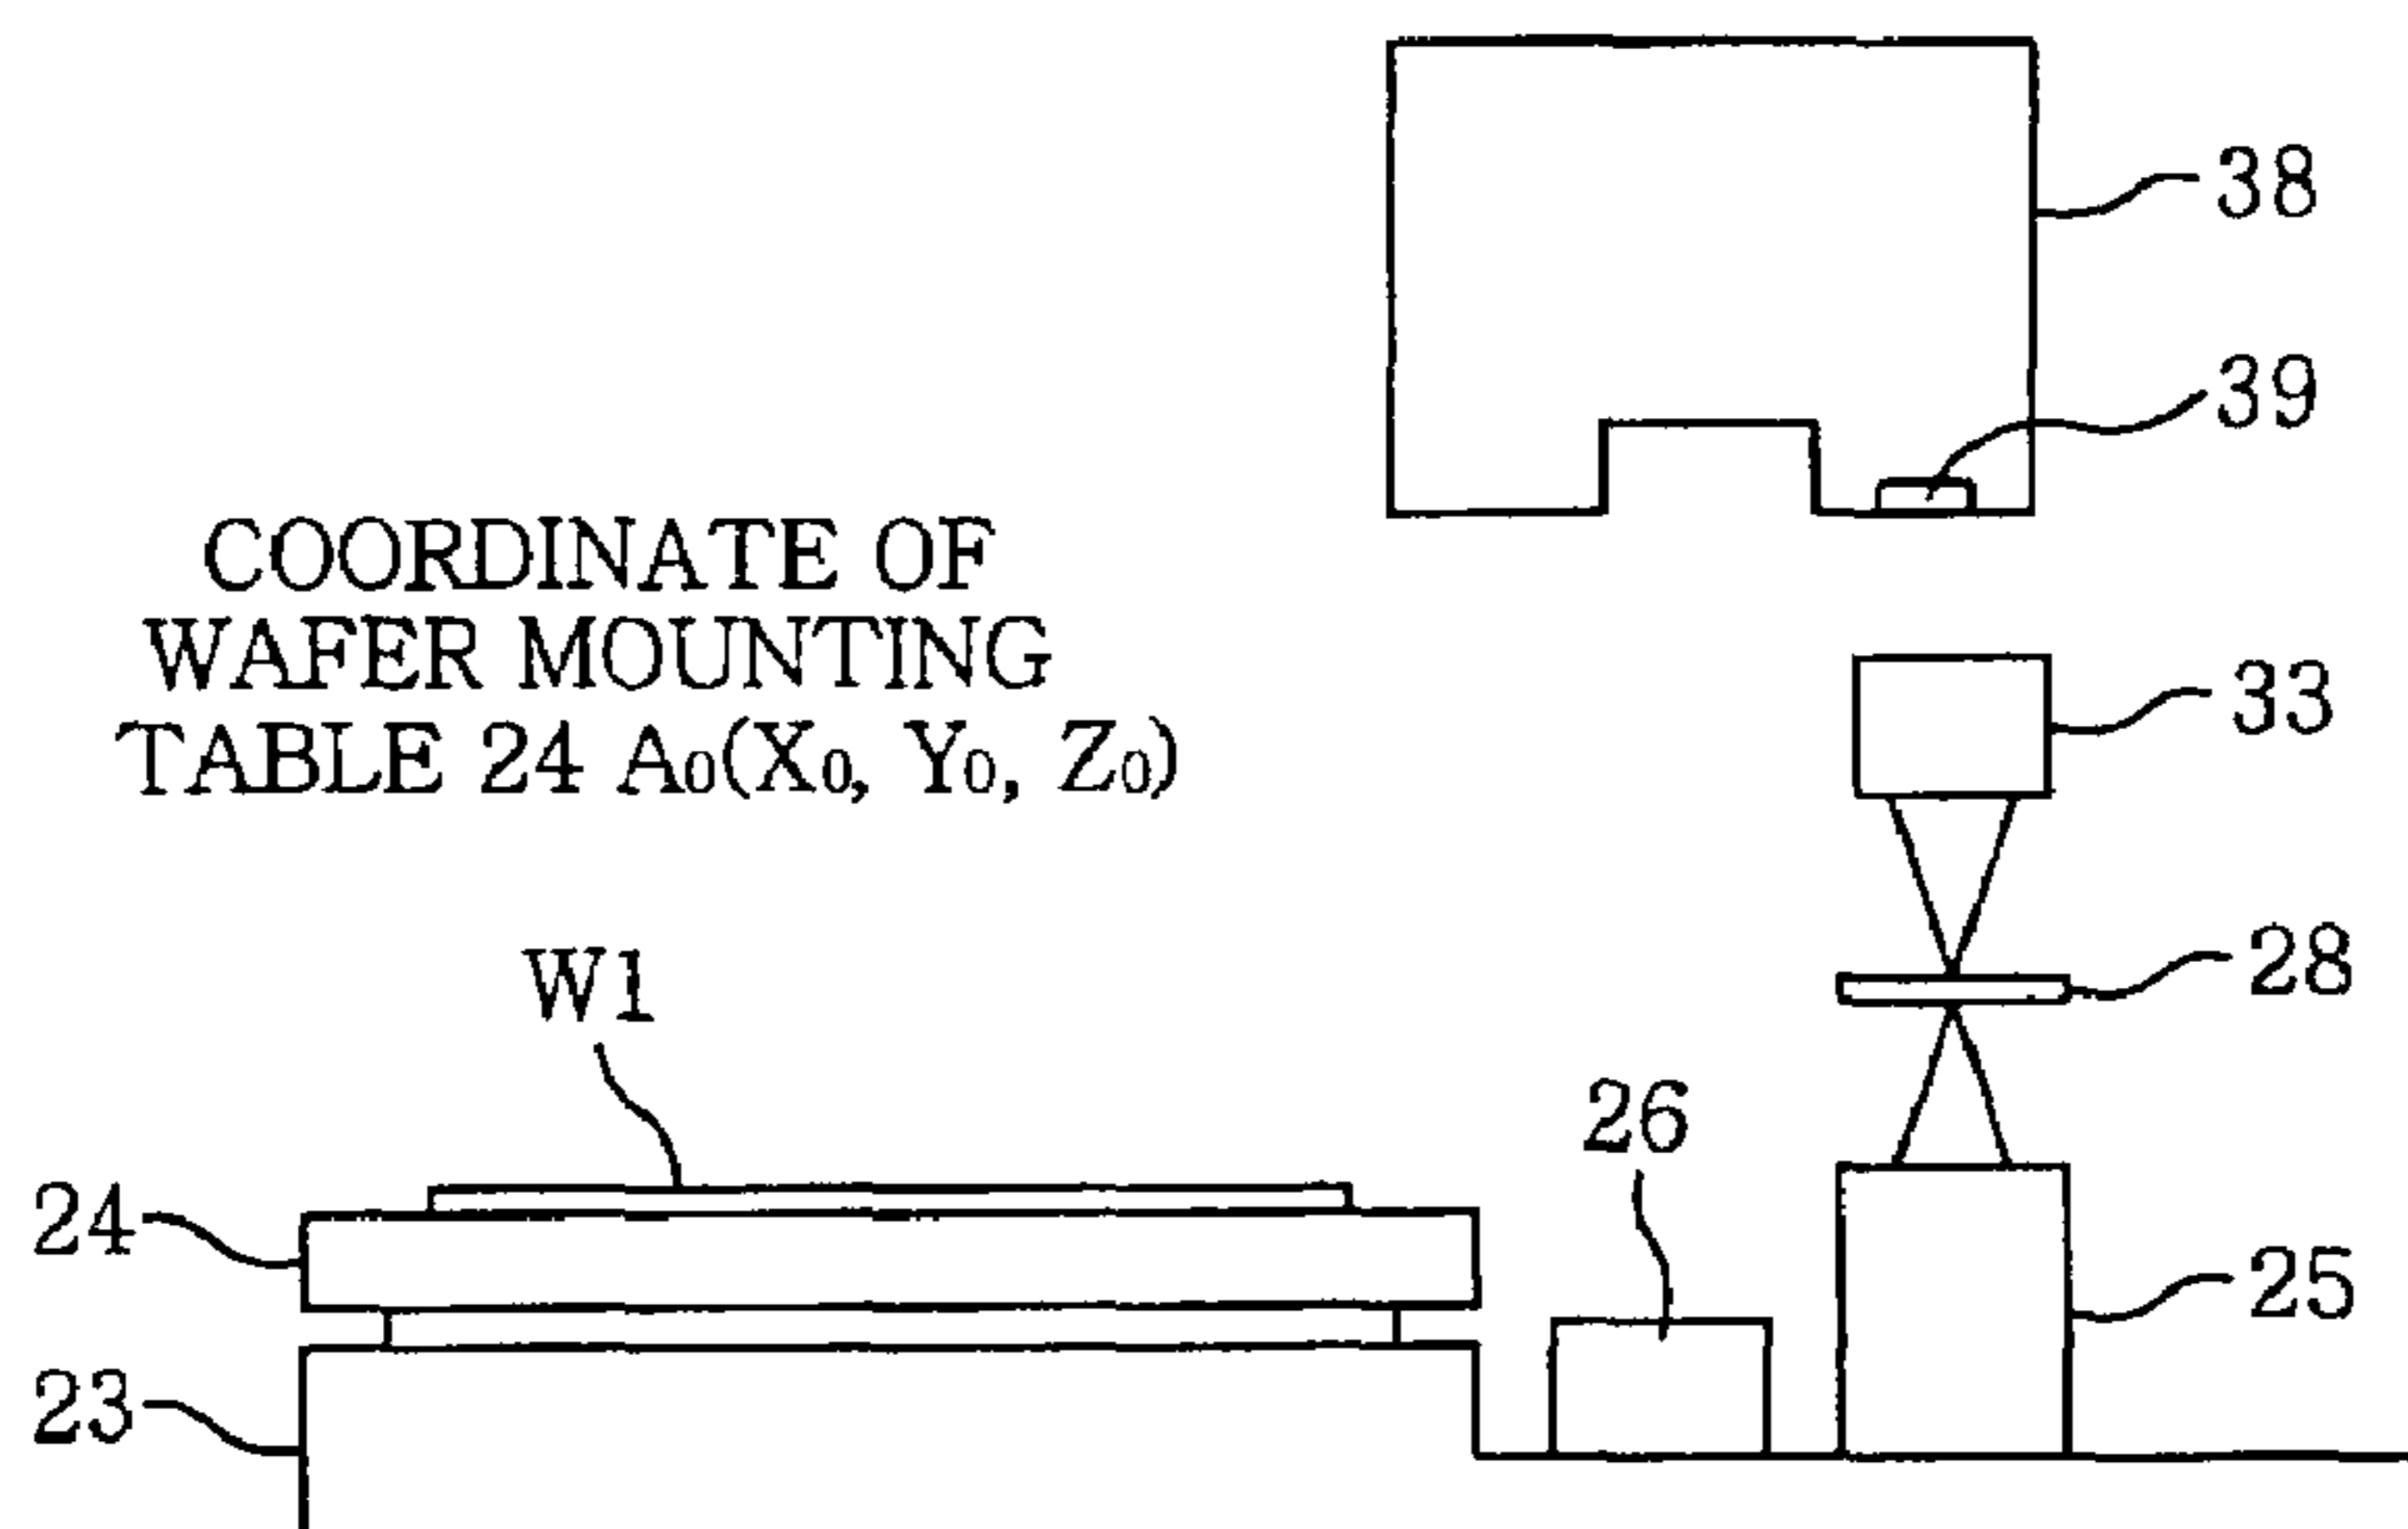 38
39
COORDINATE OF
WAFER MOUNTING
TABLE 24 A₀(X₀, Y₀, Z₀)
33
W1
28
26
24
25
23